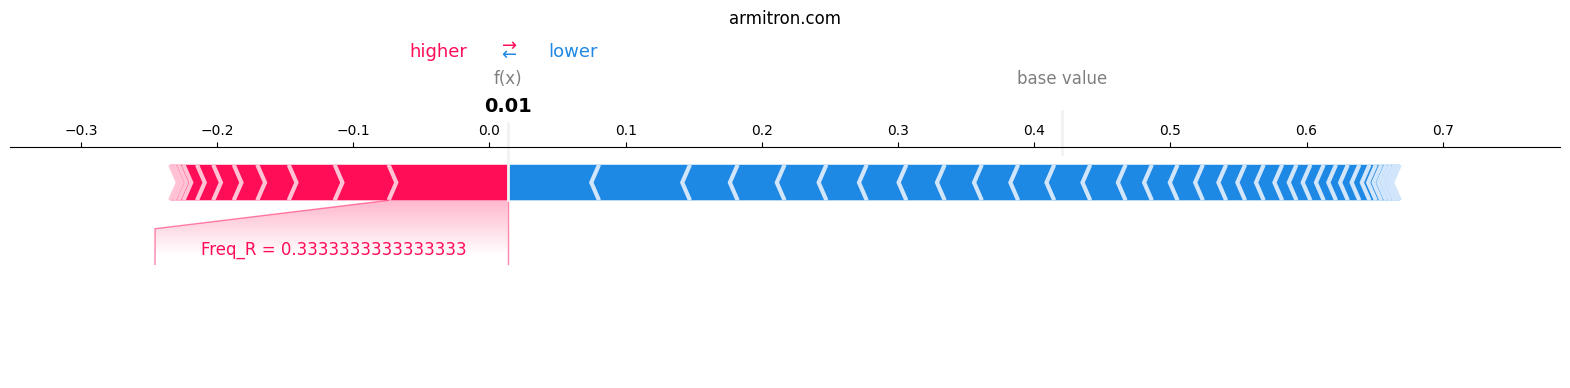 armitron.com
higher ⇄ lower
f(x) base value
0.01
−0.3 −0.2 −0.1 0.0 0.1 0.2 0.3 0.4 0.5 0.6 0.7
Freq_R = 0.3333333333333333